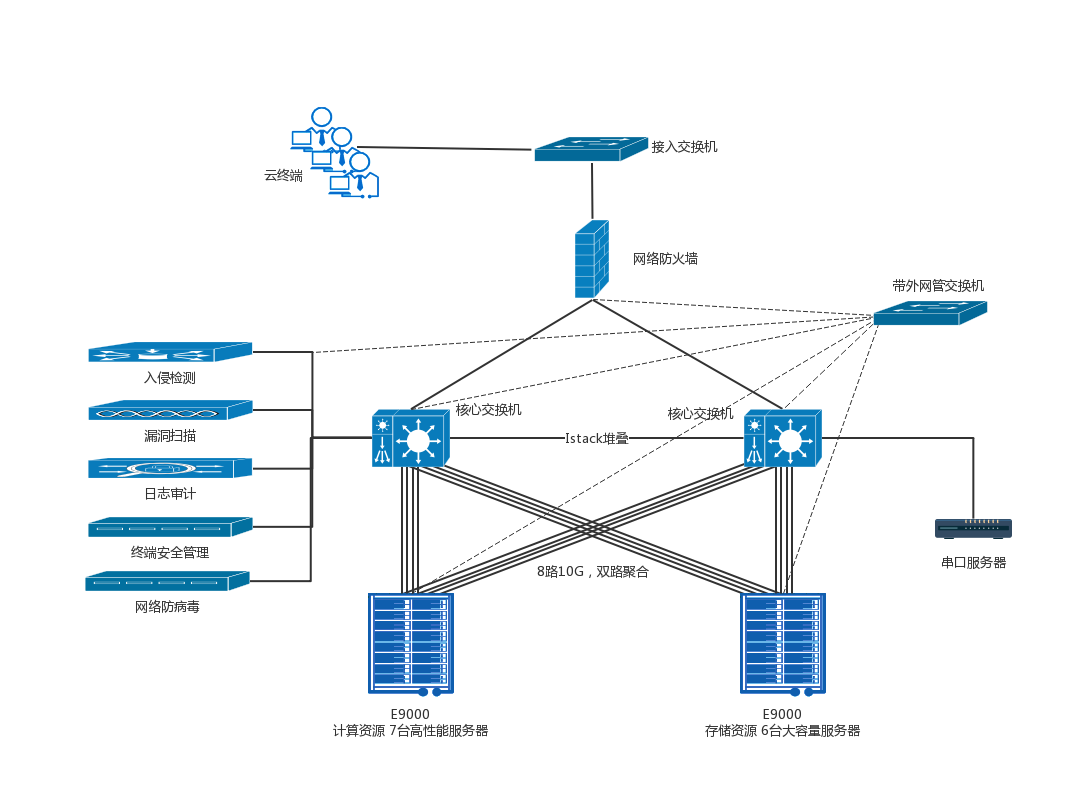 接入交换机
云终端
网络防火墙
带外网管交换机
入侵检测
核心交换机
核心交换机
漏洞扫描
Istack堆叠
日志审计
终端安全管理
串口服务器
8路10G，双路聚合
网络防病毒
E9000
计算资源 7台高性能服务器
E9000
存储资源 6台大容量服务器